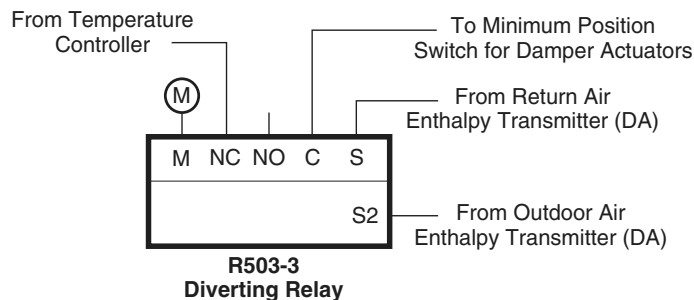 From Temperature
Controller
To Minimum Position
Switch for Damper Actuators
M
From Return Air
Enthalpy Transmitter (DA)
M NC NO C S
S2
From Outdoor Air
Enthalpy Transmitter (DA)
R503-3
Diverting Relay